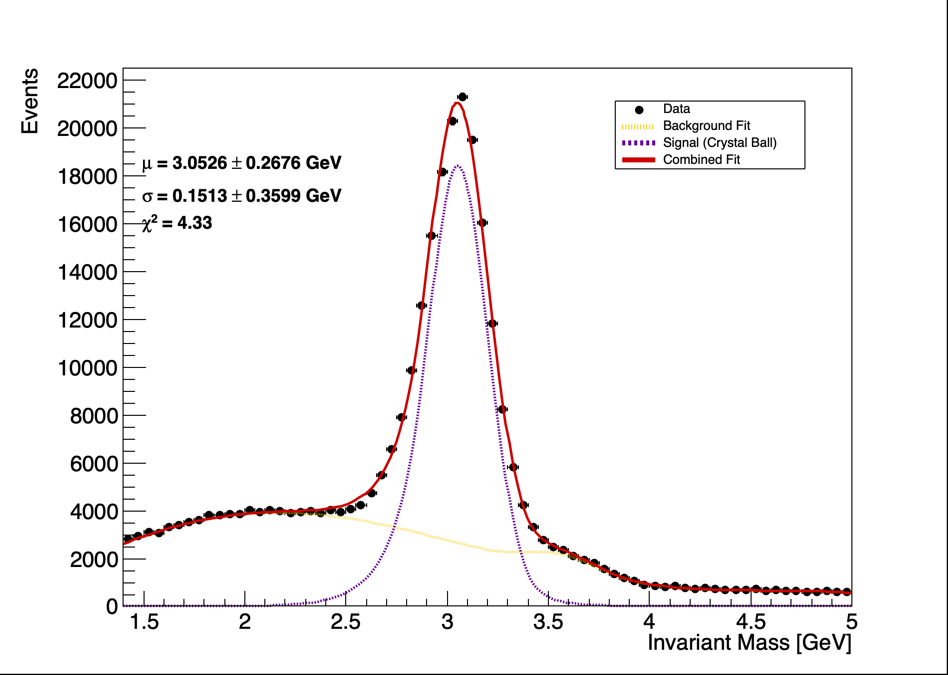 Events
22000
20000
18000
16000
14000
12000
10000
8000
6000
4000
2000
0
μ = 3.0526 ± 0.2676 GeV
σ = 0.1513 ± 0.3599 GeV
χ² = 4.33
Data
Background Fit
Signal (Crystal Ball)
Combined Fit
1.5 2 2.5 3 3.5 4 4.5 5
Invariant Mass [GeV]